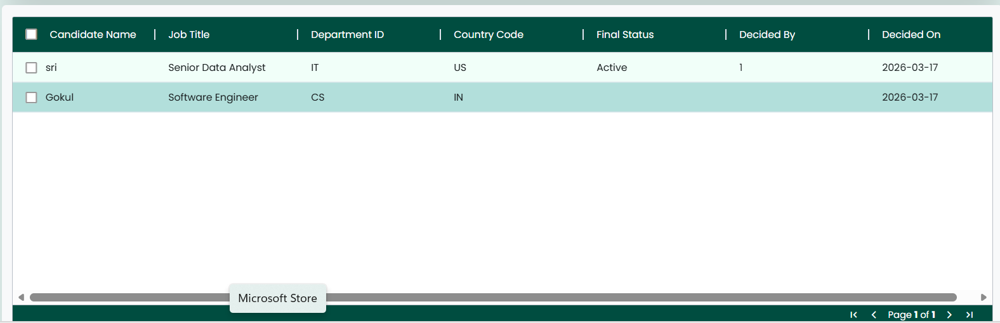 Candidate Name Job Title Department ID Country Code Final Status Decided By Decided On
sri Senior Data Analyst IT US Active 1 2026-03-17
Gokul Software Engineer CS IN 2026-03-17
Microsoft Store
Page 1 of 1